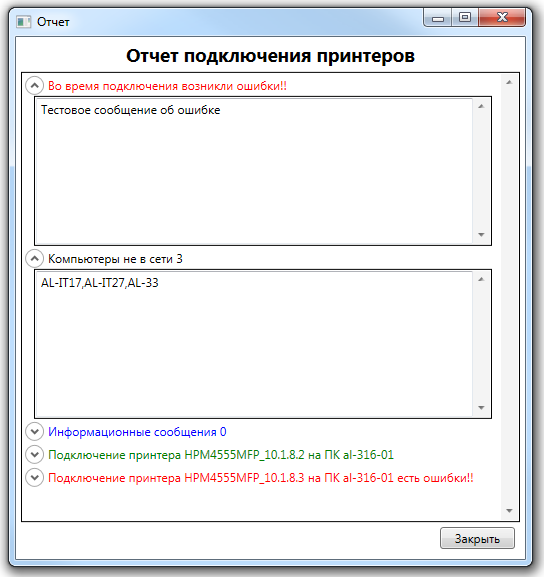 Отчет
Отчет подключения принтеров
Во время подключения возникли ошибки!!
Тестовое сообщение об ошибке
Компьютеры не в сети 3
AL-IT17,AL-IT27,AL-33
Информационные сообщения 0
Подключение принтера HPM4555MFP_10.1.8.2 на ПК al-316-01
Подключение принтера HPM4555MFP_10.1.8.3 на ПК al-316-01 есть ошибки!!
Закрыть